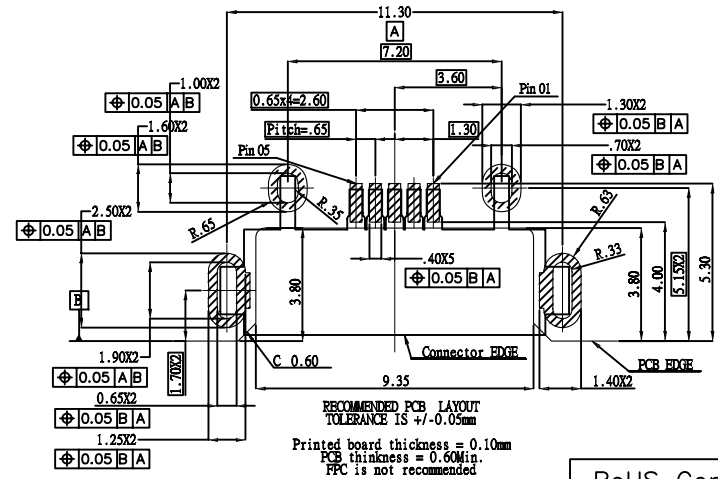 11.30
A
7.20
1.00X2
3.60
⌖ 0.05 A B
0.65x4=2.60
Pin 01
1.30X2
1.60X2
⌖ 0.05 B A
Pitch=.65
1.30
⌖ 0.05 A B
.70X2
Pin 05
⌖ 0.05 B A
2.50X2
R.65
R.35
R.63
⌖ 0.05 A B
R.33
.40X5
⌖ 0.05 B A
B
3.80
3.80
4.00
5.15X2
5.30
1.90X2
1.70X2
C 0.60
Connector EDGE
PCB EDGE
⌖ 0.05 A B
0.65X2
9.35
1.40X2
⌖ 0.05 B A
RECOMMENDED PCB LAYOUT
TOLERANCE IS +/-0.05mm
1.25X2
⌖ 0.05 B A
Printed board thickness = 0.10mm
PCB thinkness = 0.60Min.
FPC is not recommended
RoHS Con